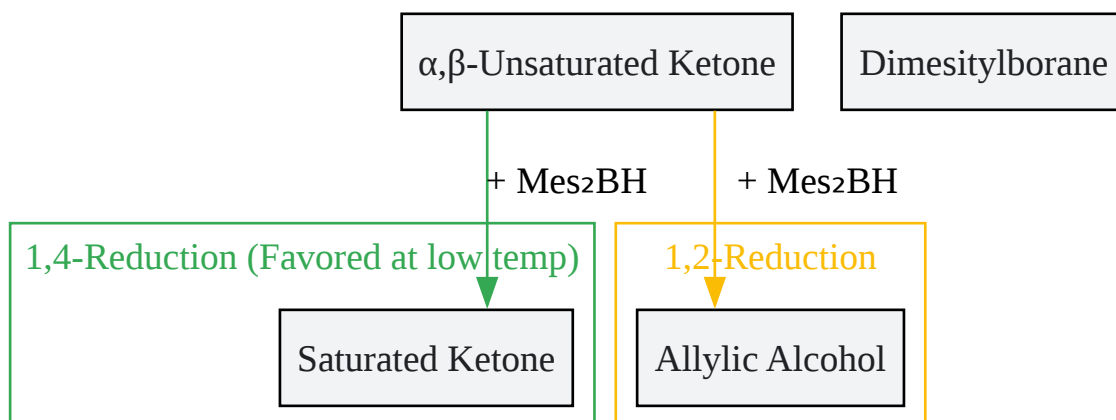 α,β-Unsaturated Ketone
Dimesitylborane
+ Mes₂BH
+ Mes₂BH
1,4-Reduction (Favored at low temp)
1,2-Reduction
Saturated Ketone
Allylic Alcohol